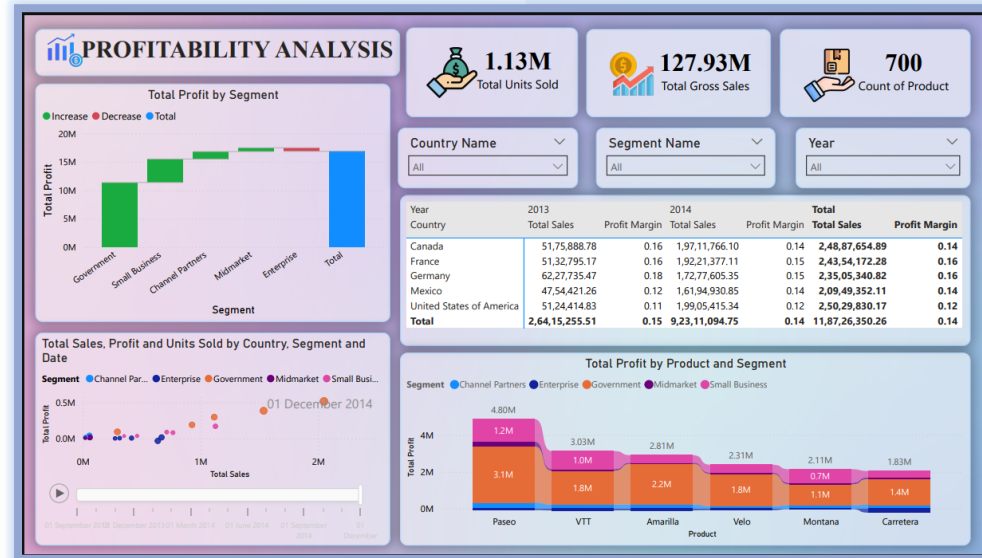 PROFITABILITY ANALYSIS
1.13M
Total Units Sold
127.93M
Total Gross Sales
700
Count of Product
Total Profit by Segment
Increase Decrease Total
20M
15M
10M
5M
0M
Total Profit
Government
Small Business
Channel Partners
Midmarket
Enterprise
Total
Segment
Country Name
All
Segment Name
All
Year
All
Year 2013 2014 Total
Country Total Sales Profit Margin Total Sales Profit Margin Total Sales Profit Margin
Canada 51,75,888.78 0.16 1,97,11,766.10 0.14 2,48,87,654.89 0.14
France 51,32,795.17 0.16 1,92,21,377.11 0.15 2,43,54,172.28 0.16
Germany 62,27,735.47 0.18 1,72,77,605.35 0.15 2,35,05,340.82 0.16
Mexico 47,54,421.26 0.12 1,61,94,930.85 0.14 2,09,49,352.11 0.14
United States of America 51,24,414.83 0.11 1,99,05,415.34 0.12 2,50,29,830.17 0.12
Total 2,64,15,255.51 0.15 9,23,11,094.75 0.14 11,87,26,350.26 0.14
Total Sales, Profit and Units Sold by Country, Segment and
Date
Segment Channel Par... Enterprise Government Midmarket Small Busi...
01 December 2014
0.5M
0.0M
Total Profit
0M 1M 2M
Total Sales
01 March 2014 01 June 2014 01 September
2014
01
December
Total Profit by Product and Segment
Segment Channel Partners Enterprise Government Midmarket Small Business
4M
2M
0M
Total Profit
4.80M 3.03M 2.81M 2.31M 2.11M 1.83M
1.2M 1.0M 0.7M
3.1M 1.8M 2.2M 1.8M 1.1M 1.4M
Paseo VTT Amarilla Velo Montana Carretera
Product